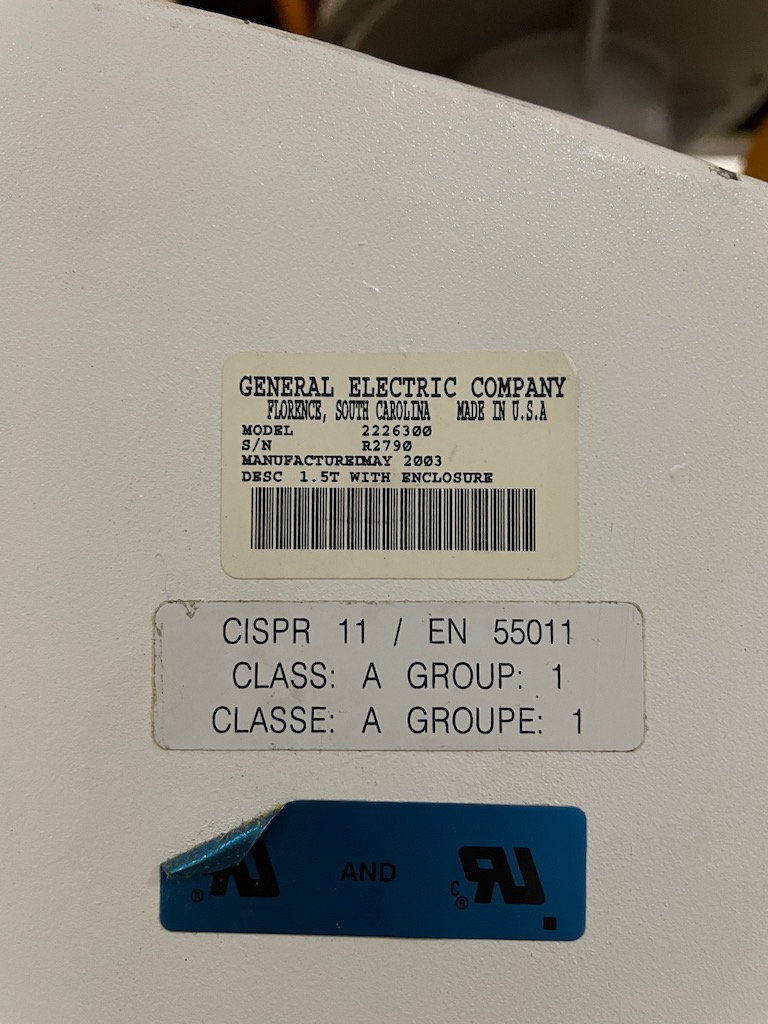 GENERAL ELECTRIC COMPANY
FLORENCE, SOUTH CAROLINA MADE IN U.S.A
MODEL 2226300
S/N R2790
MANUFACTUREDMAY 2003
DESC 1.5T WITH ENCLOSURE
CISPR 11 / EN 55011
CLASS: A GROUP: 1
CLASSE: A GROUPE: 1
® AND C RU ®